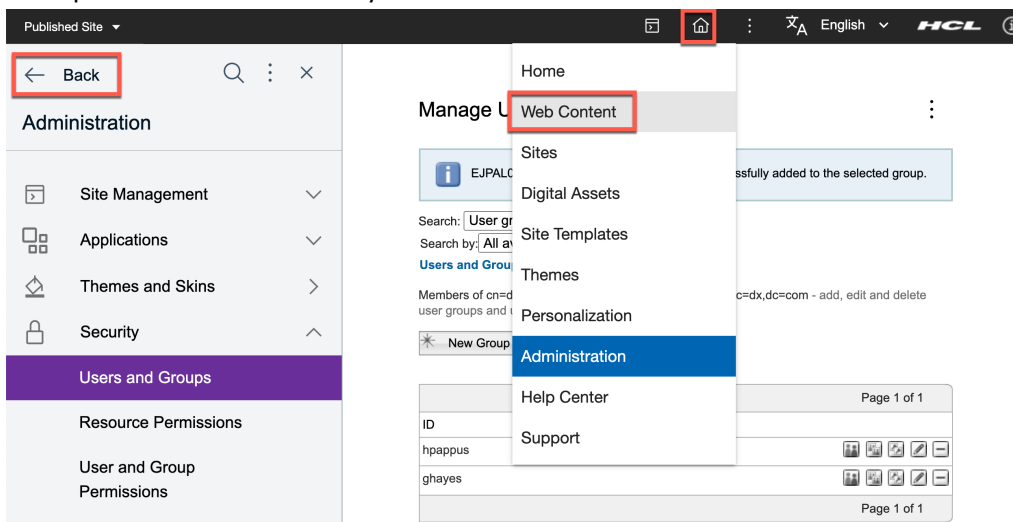 Published Site
English
HCL
Back
Administration
Site Management
Applications
Themes and Skins
Security
Users and Groups
Resource Permissions
User and Group
Permissions
Home
Web Content
Sites
Digital Assets
Site Templates
Themes
Personalization
Administration
Help Center
Support
Manage U
EJPAL0 ssfully added to the selected group.
Search: User gr
Search by: All av
Users and Grou
Members of cn=d c=dx,dc=com - add, edit and delete
user groups and u
New Group
Page 1 of 1
ID
hpappus
ghayes
Page 1 of 1